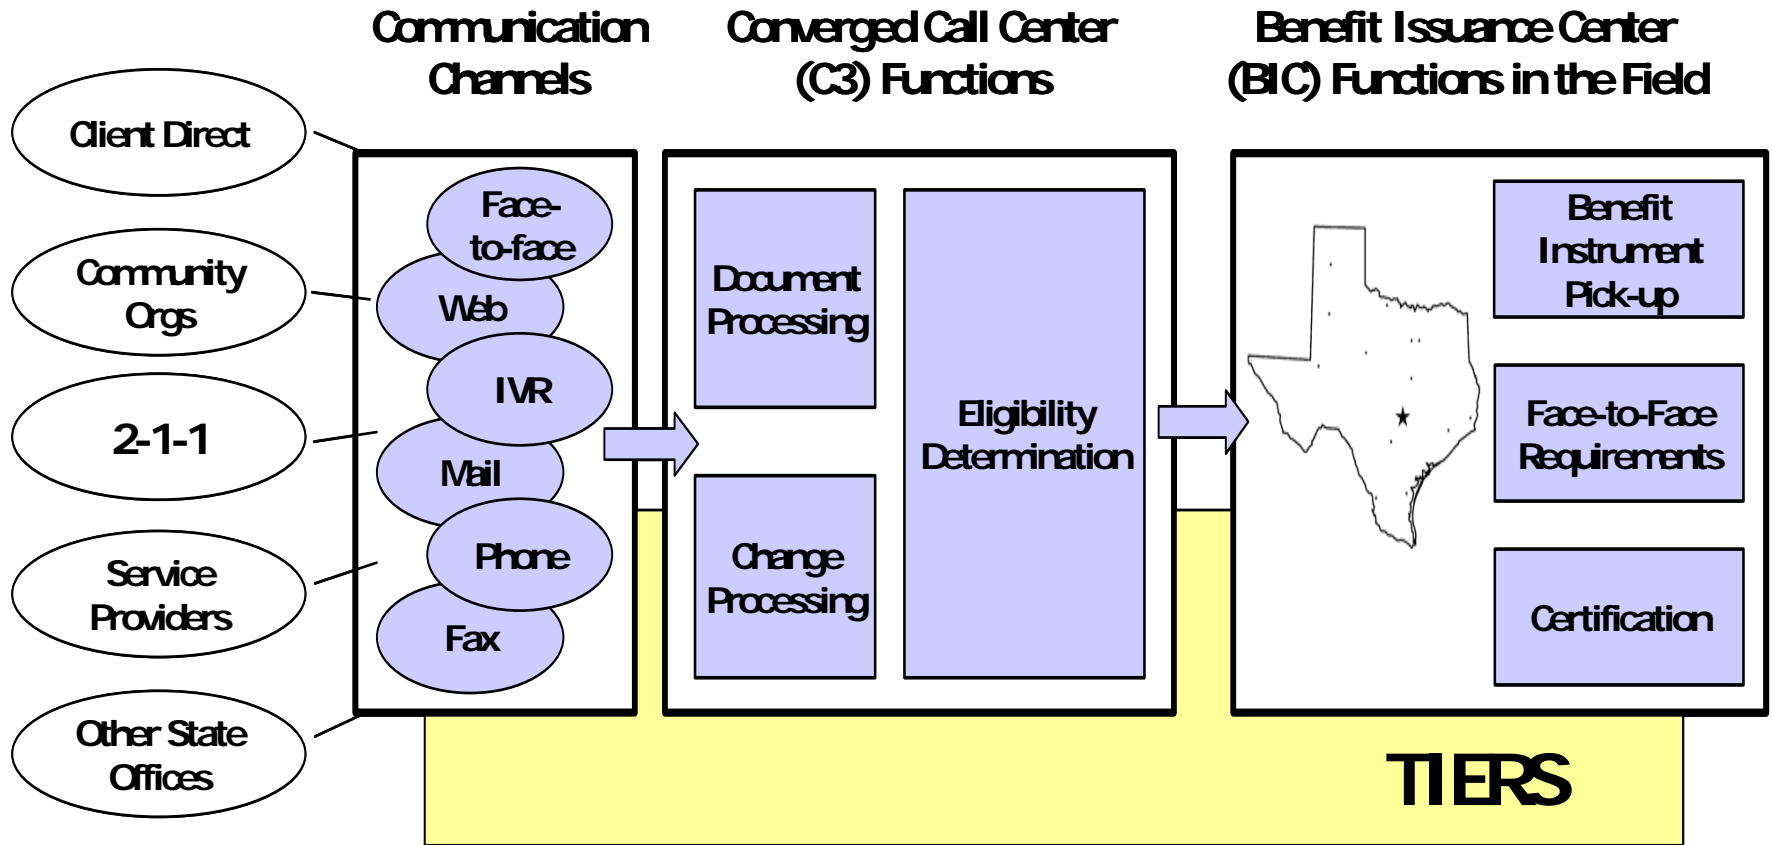 Communication
Channels
Converged Call Center
(C3) Functions
Benefit Issuance Center
(BIC) Functions in the Field
Client Direct
Community
Orgs
2-1-1
Service
Providers
Other State
Offices
Face-
to-face
Web
IVR
Mail
Phone
Fax
Document
Processing
Change
Processing
Eligibility
Determination
Benefit
Instrument
Pick-up
Face-to-Face
Requirements
Certification
TIERS